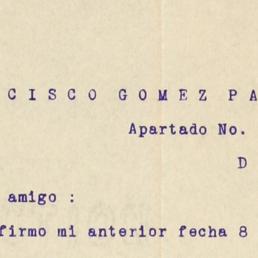 CISCO GOMEZ PA
Apartado No.
D
amigo :
firmo mi anterior fecha 8